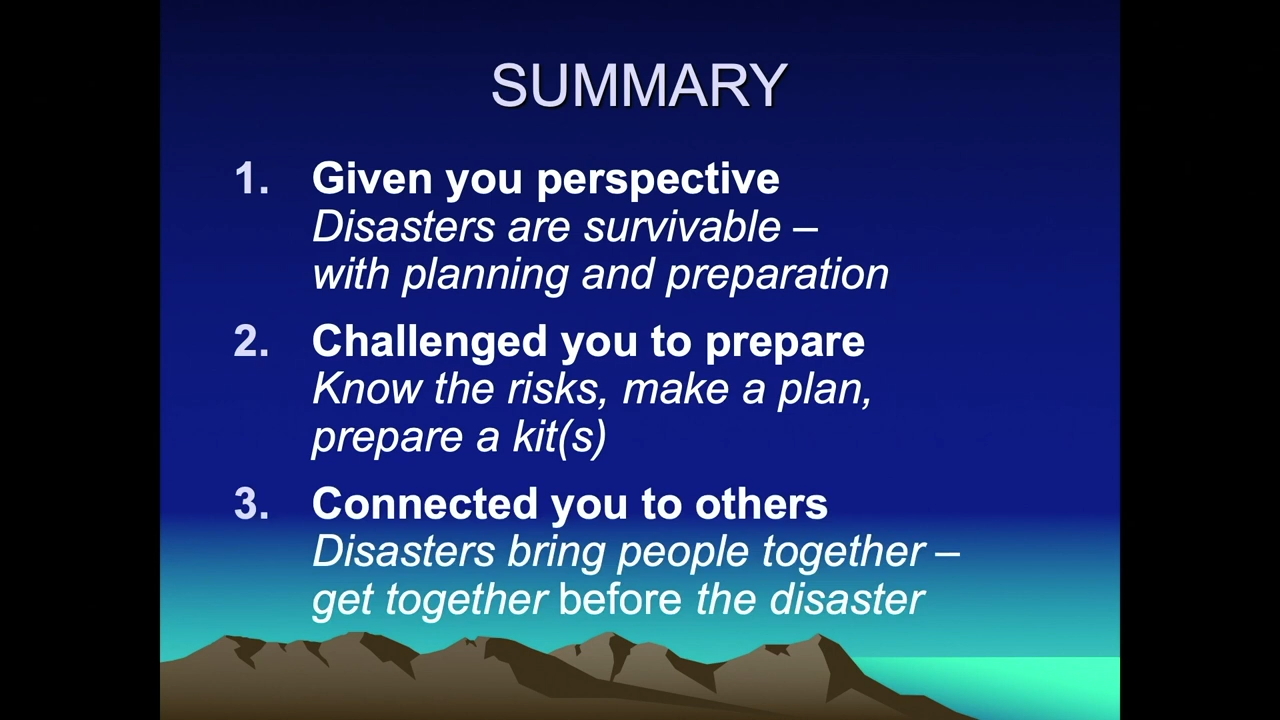 SUMMARY
1. Given you perspective
Disasters are survivable –
with planning and preparation
2. Challenged you to prepare
Know the risks, make a plan,
prepare a kit(s)
3. Connected you to others
Disasters bring people together –
get together before the disaster